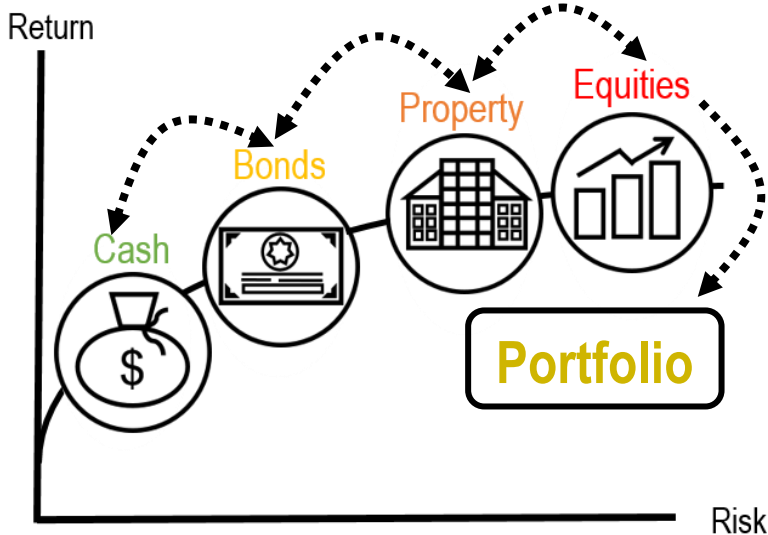 Return
Equities
Property
Bonds
Cash
$
Portfolio
Risk